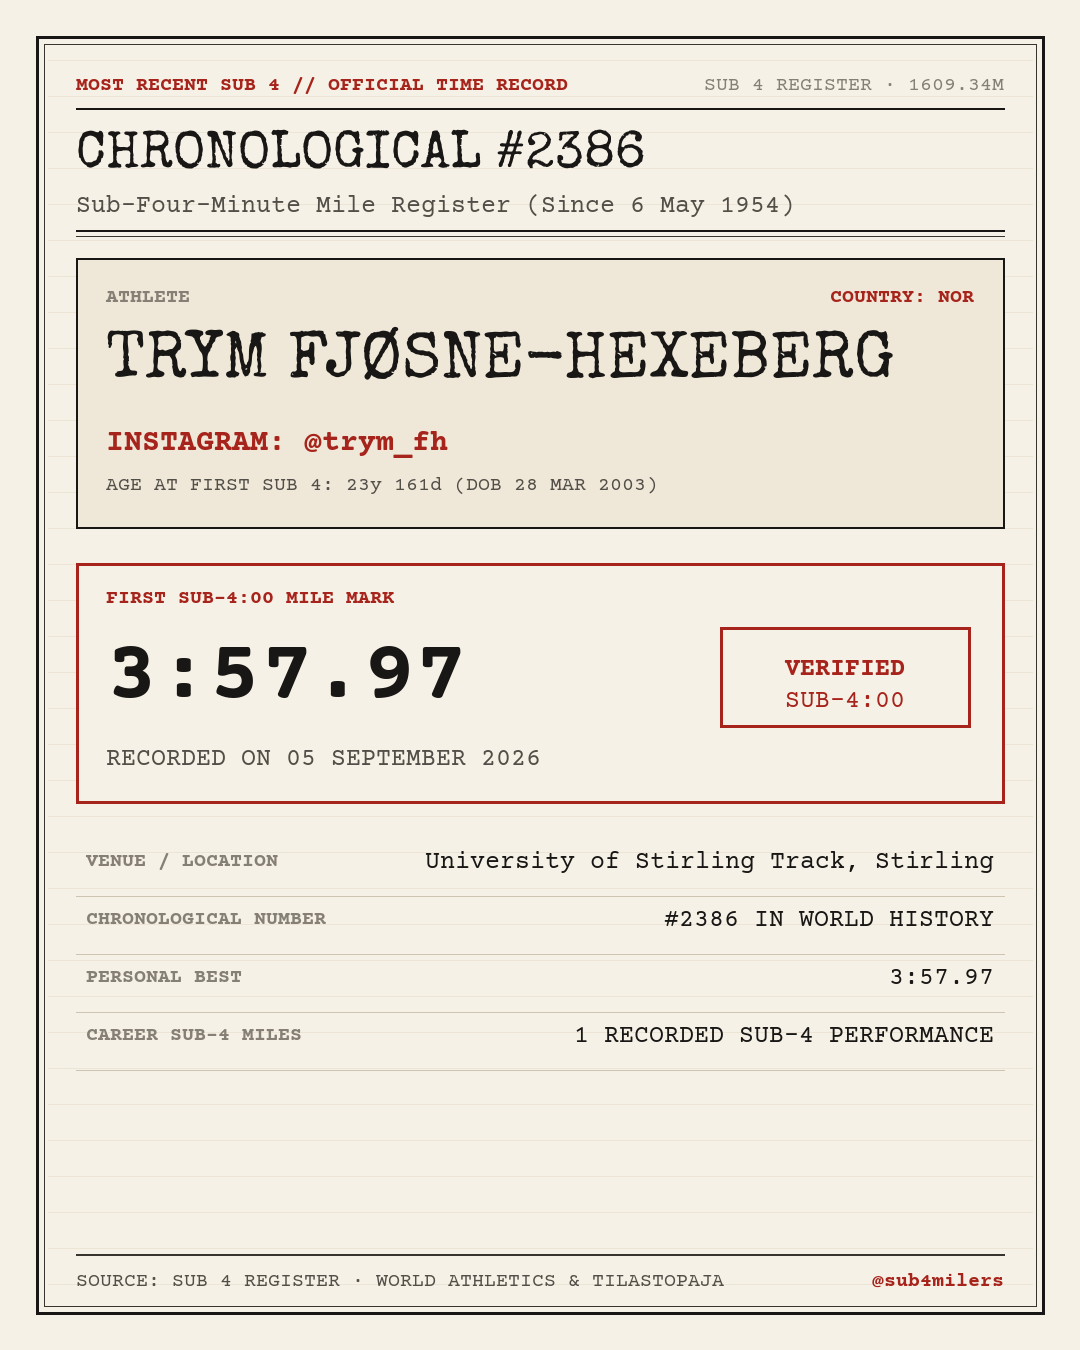 MOST RECENT SUB 4 // OFFICIAL TIME RECORD
SUB 4 REGISTER · 1609.34M
CHRONOLOGICAL #2386
Sub-Four-Minute Mile Register (Since 6 May 1954)
ATHLETE
COUNTRY: NOR
TRYM FJØSNE-HEXEBERG
INSTAGRAM: @trym_fh
AGE AT FIRST SUB 4: 23y 161d (DOB 28 MAR 2003)
FIRST SUB-4:00 MILE MARK
3:57.97
VERIFIED
SUB-4:00
RECORDED ON 05 SEPTEMBER 2026
VENUE / LOCATION
University of Stirling Track, Stirling
CHRONOLOGICAL NUMBER
#2386 IN WORLD HISTORY
PERSONAL BEST
3:57.97
CAREER SUB-4 MILES
1 RECORDED SUB-4 PERFORMANCE
SOURCE: SUB 4 REGISTER · WORLD ATHLETICS & TILASTOPAJA
@sub4milers